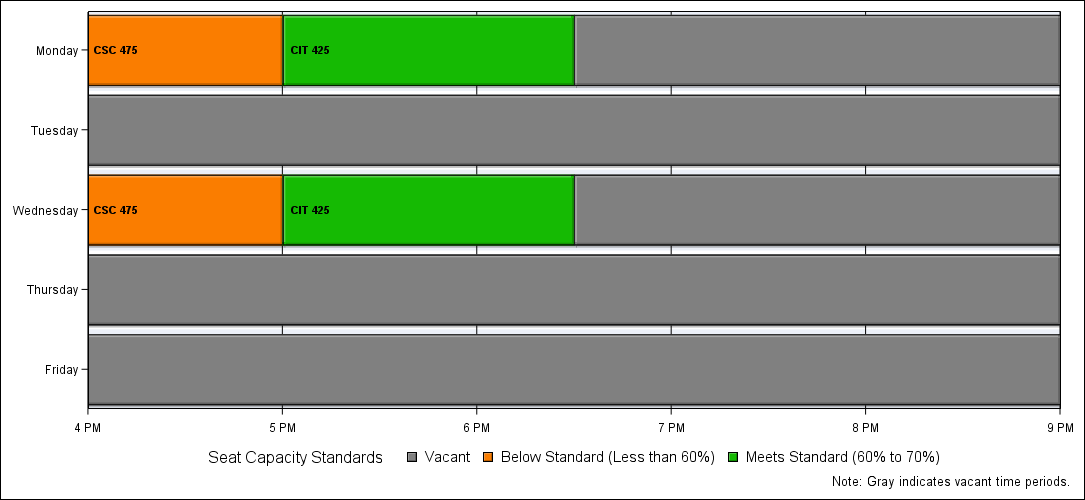 Monday
CSC 475
CIT 425
Tuesday
Wednesday
CSC 475
CIT 425
Thursday
Friday
4 PM
5 PM
6 PM
7 PM
8 PM
9 PM
Seat Capacity Standards
Vacant
Below Standard (Less than 60%)
Meets Standard (60% to 70%)
Note: Gray indicates vacant time periods.